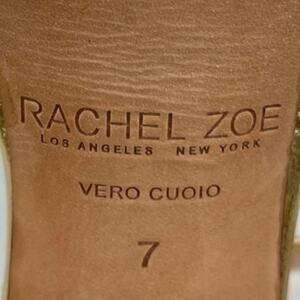 RACHEL ZOE
LOS ANGELES NEW YORK
VERO CUOIO
7